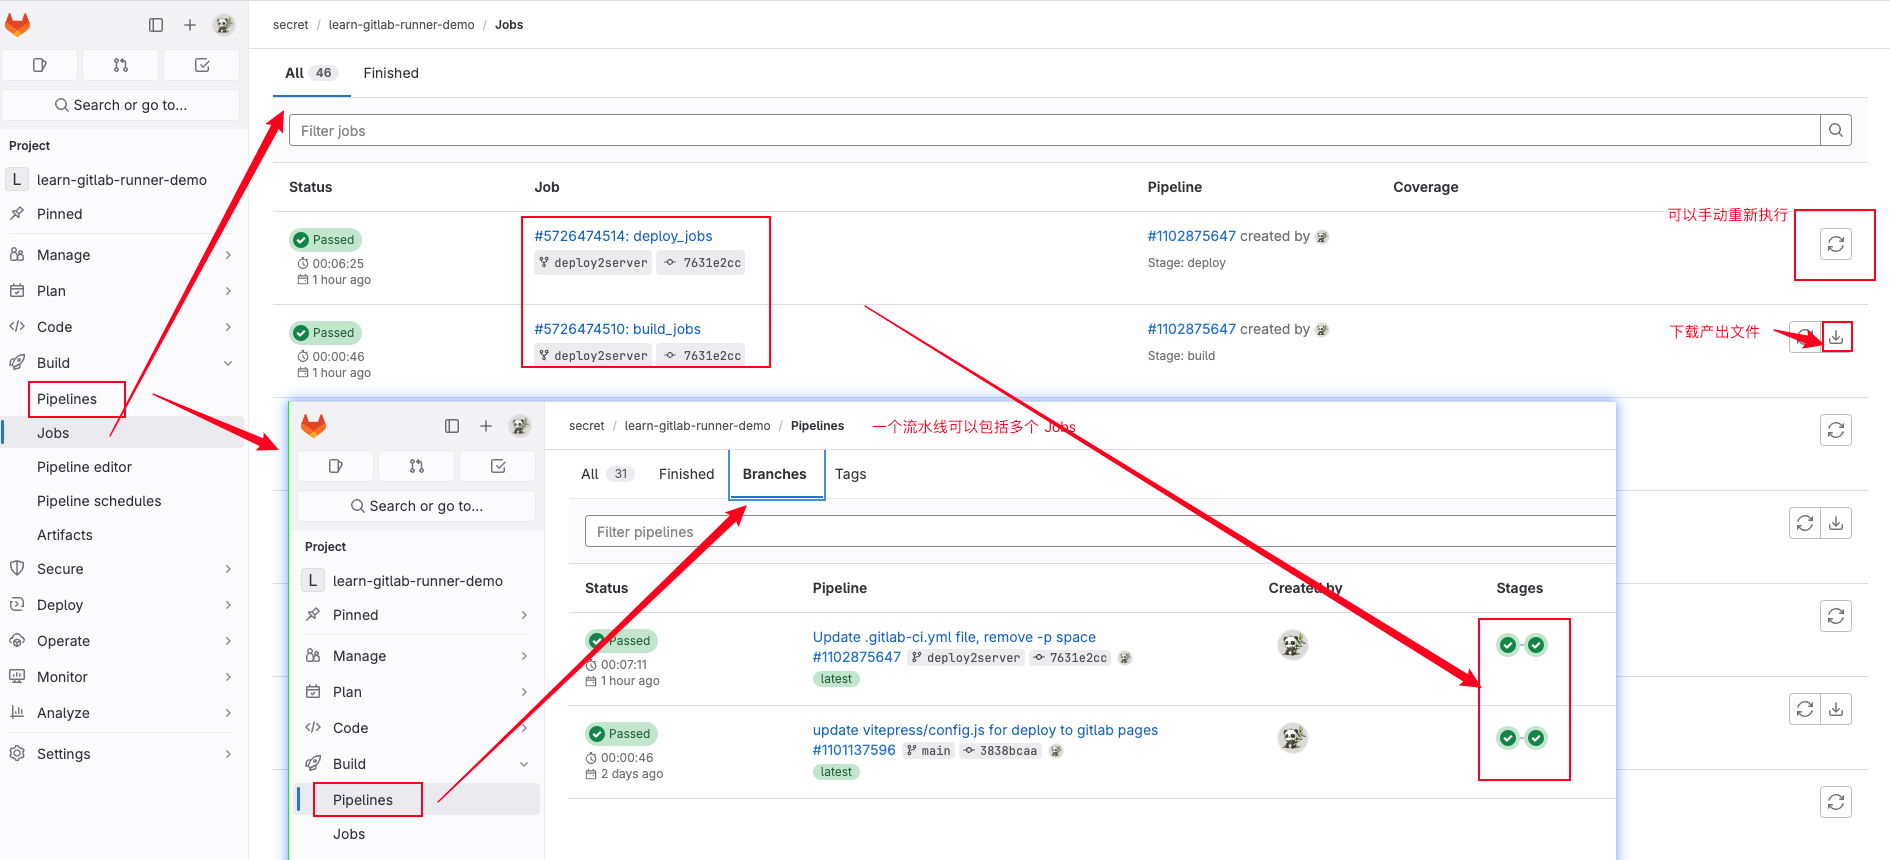 secret / learn-gitlab-runner-demo / Jobs
All 46 Finished
Search or go to...
Filter jobs
Project
L learn-gitlab-runner-demo
Pinned
Manage
Plan
Code
Build
Pipelines
Jobs
Pipeline editor
Pipeline schedules
Artifacts
Secure
Deploy
Operate
Monitor
Analyze
Settings
Status Job Pipeline Coverage
可以手动重新执行
Passed #5726474514: deploy_jobs #1102875647 created by
00:06:25 deploy2server 7631e2cc Stage: deploy
1 hour ago
下载产出文件
Passed #5726474510: build_jobs #1102875647 created by
00:00:46 deploy2server 7631e2cc Stage: build
1 hour ago
secret / learn-gitlab-runner-demo / Pipelines
一个流水线可以包括多个 Jobs
All 31 Finished Branches Tags
Search or go to...
Filter pipelines
Project
L learn-gitlab-runner-demo
Pinned
Manage
Plan
Code
Build
Pipelines
Jobs
Status Pipeline Created by Stages
Passed Update .gitlab-ci.yml file, remove -p space
00:07:11 #1102875647 deploy2server 7631e2cc
1 hour ago latest
Passed update vitepress/config.js for deploy to gitlab pages
00:00:46 #1101137596 main 3838bcaa
2 days ago latest